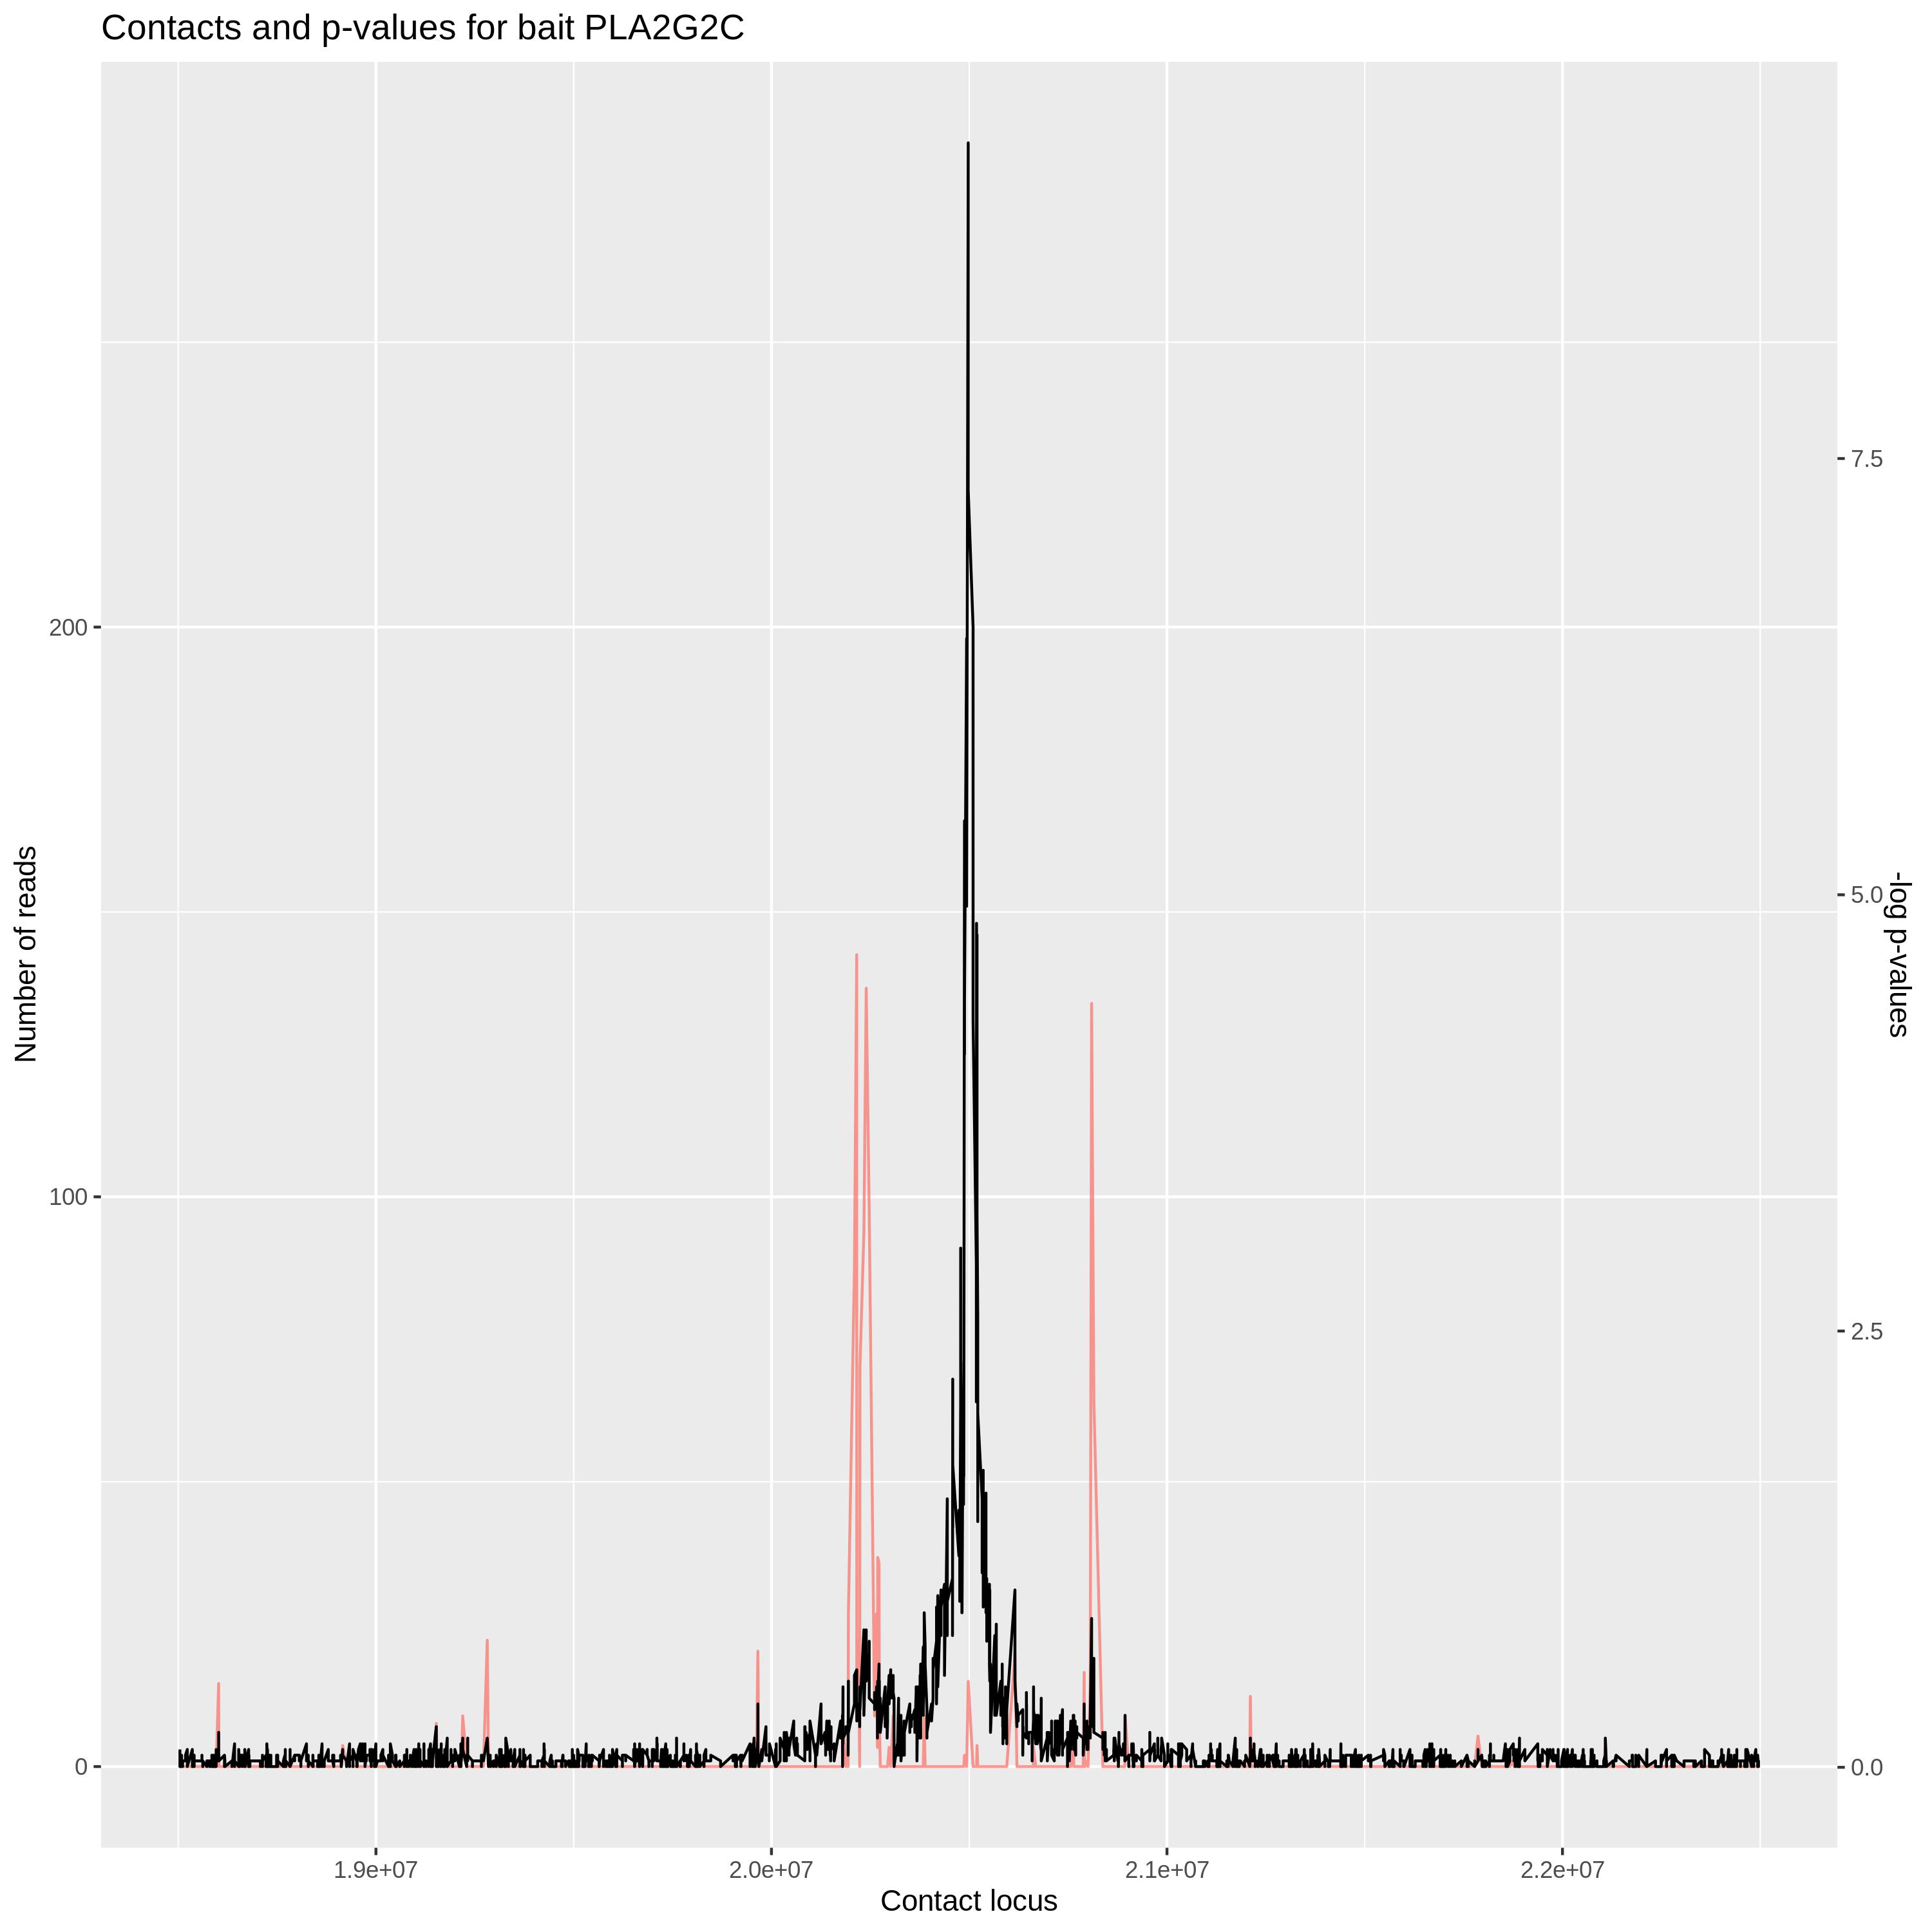 Contacts and p-values for bait PLA2G2C
Number of reads
200
100
0
7.5
5.0
2.5
0.0
-log p-values
1.9e+07
2.0e+07
2.1e+07
2.2e+07
Contact locus